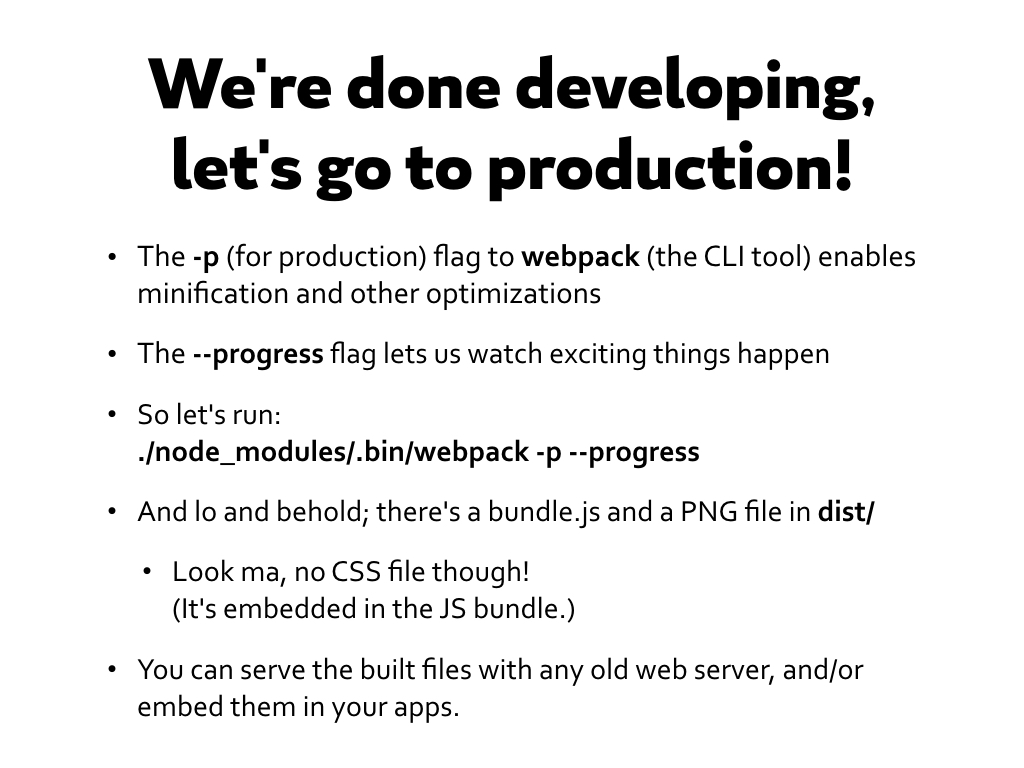 We're done developing,
let's go to production!
• The -p (for production) flag to webpack (the CLI tool) enables
minification and other optimizations
• The --progress flag lets us watch exciting things happen
• So let's run:
./node_modules/.bin/webpack -p --progress
• And lo and behold; there's a bundle.js and a PNG file in dist/
• Look ma, no CSS file though!
(It's embedded in the JS bundle.)
• You can serve the built files with any old web server, and/or
embed them in your apps.